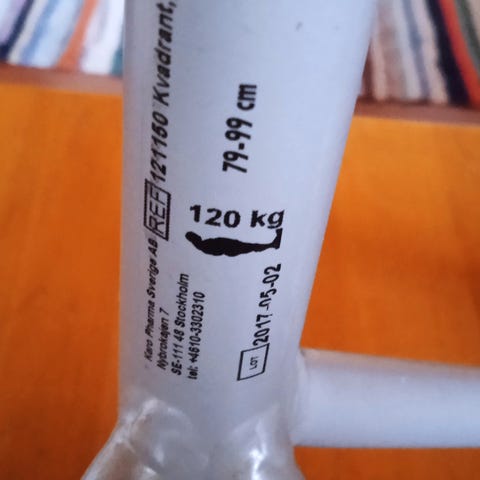 REF 121160 Kvadrant,
79-99 cm
120 kg
Karo Pharma Sverige AB
Nybrokajen 7
SE-111 48 Stockholm
tel: +4610-3302310
LOT 2017-05-02